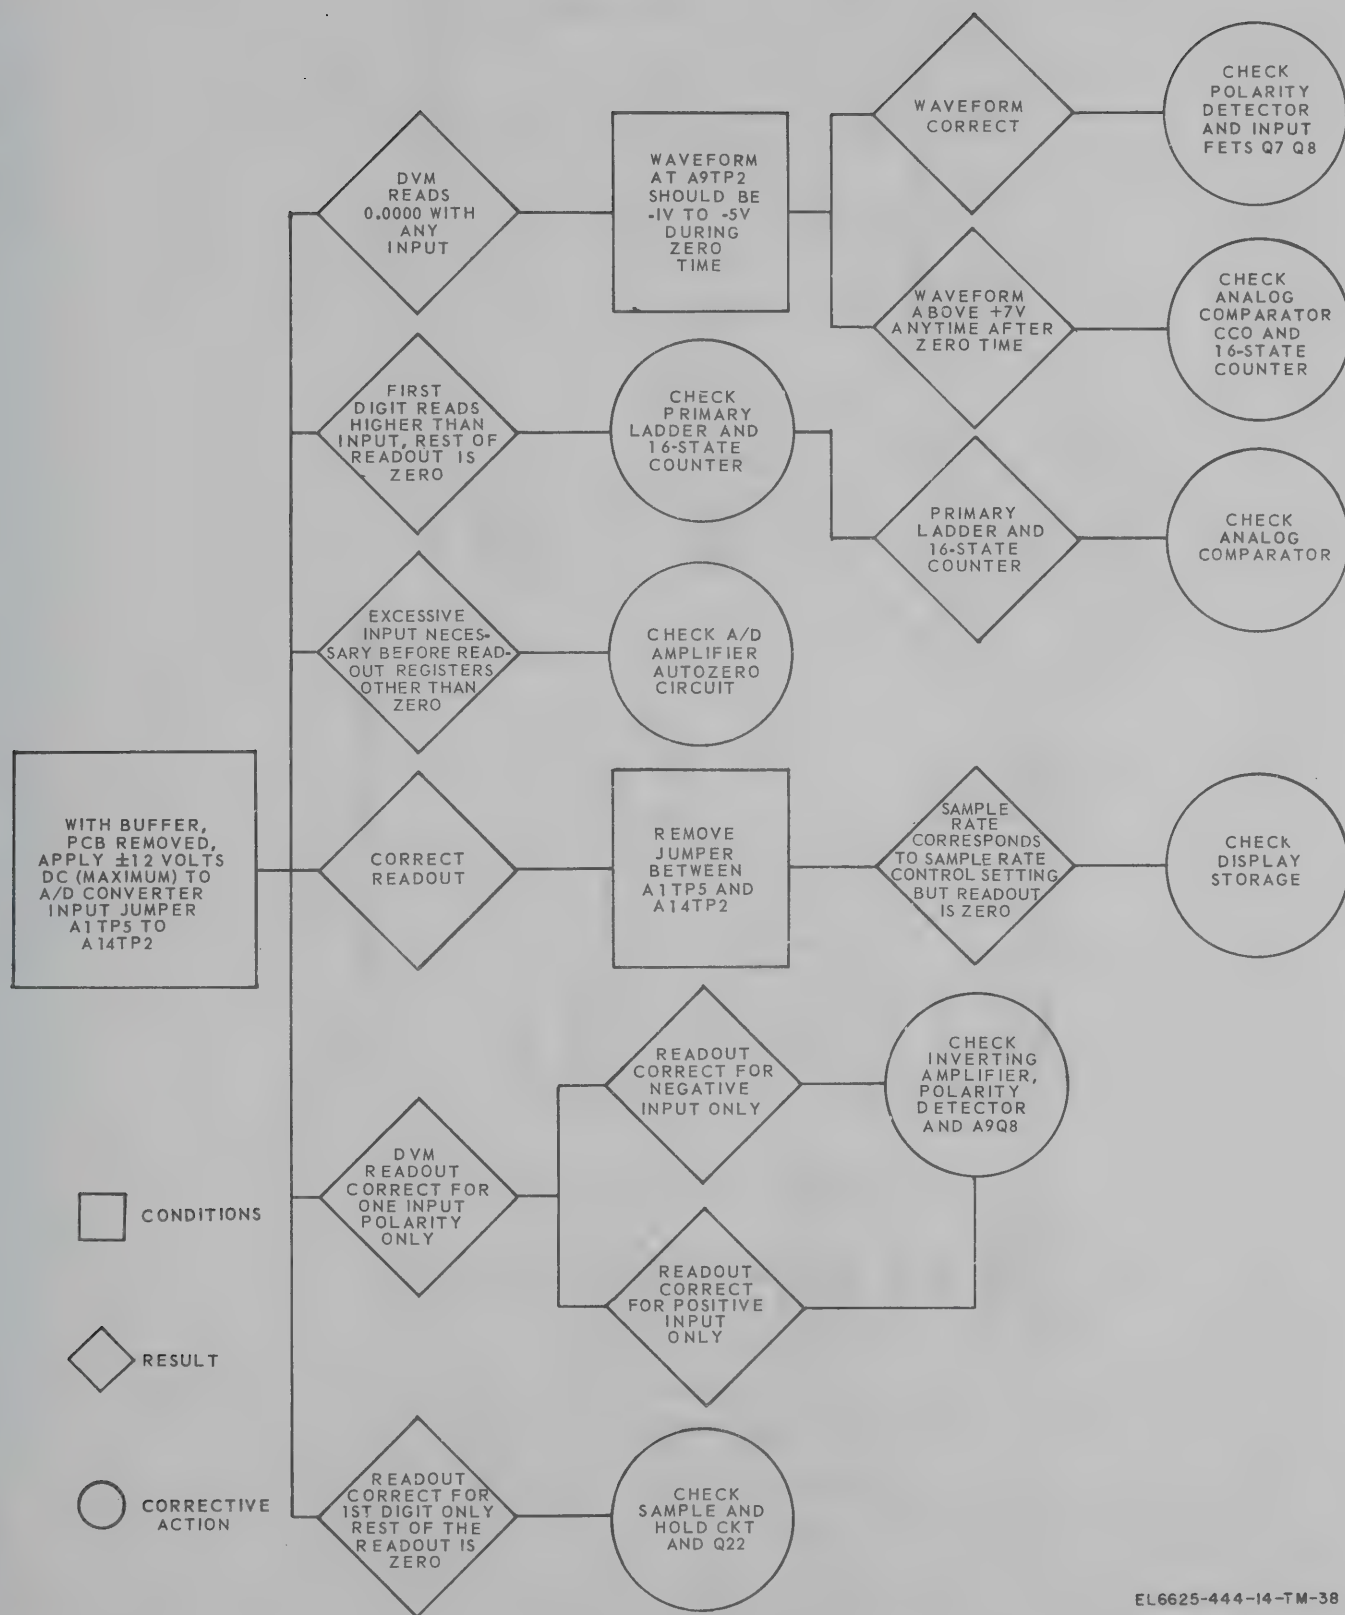 DVM
READS
0.0000 WITH
ANY
INPUT
WAVEFORM
AT A9TP2
SHOULD BE
-1V TO -5V
DURING
ZERO
TIME
WAVEFORM
CORRECT
CHECK
POLARITY
DETECTOR
AND INPUT
FETS Q7 Q8
WAVEFORM
ABOVE +7V
ANYTIME AFTER
ZERO TIME
CHECK
ANALOG
COMPARATOR
CCO AND
16-STATE
COUNTER
FIRST
DIGIT READS
HIGHER THAN
INPUT, REST OF
READOUT IS
ZERO
CHECK
PRIMARY
LADDER AND
16-STATE
COUNTER
PRIMARY
LADDER AND
16-STATE
COUNTER
CHECK
ANALOG
COMPARATOR
EXCESSIVE
INPUT NECES-
SARY BEFORE READ-
OUT REGISTERS
OTHER THAN
ZERO
CHECK A/D
AMPLIFIER
AUTOZERO
CIRCUIT
WITH BUFFER,
PCB REMOVED,
APPLY ±12 VOLTS
DC (MAXIMUM) TO
A/D CONVERTER
INPUT JUMPER
A1TP5 TO
A14TP2
CORRECT
READOUT
REMOVE
JUMPER
BETWEEN
A1TP5 AND
A14TP2
SAMPLE
RATE
CORRESPONDS
TO SAMPLE RATE
CONTROL SETTING
BUT READOUT
IS ZERO
CHECK
DISPLAY
STORAGE
DVM
READOUT
CORRECT FOR
ONE INPUT
POLARITY
ONLY
READOUT
CORRECT FOR
NEGATIVE
INPUT ONLY
CHECK
INVERTING
AMPLIFIER,
POLARITY
DETECTOR
AND A9Q8
READOUT
CORRECT
FOR POSITIVE
INPUT
ONLY
READOUT
CORRECT FOR
1ST DIGIT ONLY
REST OF THE
READOUT IS
ZERO
CHECK
SAMPLE AND
HOLD CKT
AND Q22
CONDITIONS
RESULT
CORRECTIVE
ACTION
EL6625-444-14-TM-38